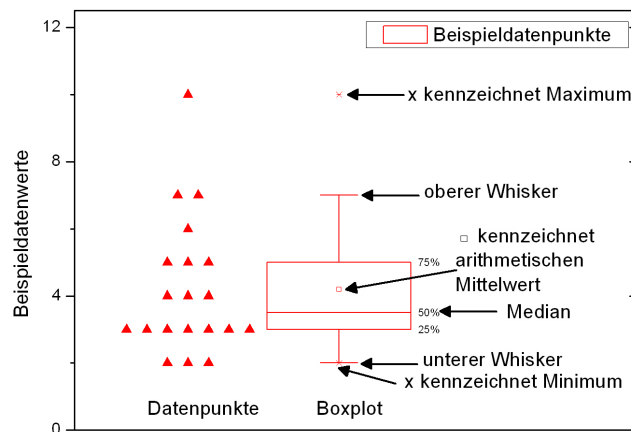 12
8
4
0
Beispieldatenwerte
Beispieldatenpunkte
x kennzeichnet Maximum
oberer Whisker
kennzeichnet
arithmetischen
Mittelwert
75%
50%
25%
Median
unterer Whisker
x kennzeichnet Minimum
Datenpunkte
Boxplot